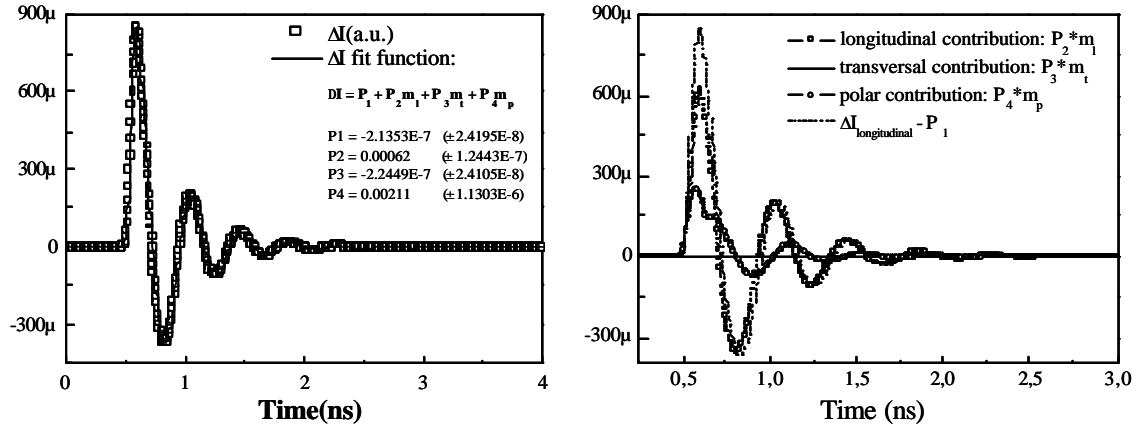 900µ
600µ
300µ
0
-300µ
0 1 2 3 4
Time(ns)
ΔI(a.u.)
ΔI fit function:
DI = P1 + P2ml + P3mt + P4mp
P1 = -2.1353E-7 (±2.4195E-8)
P2 = 0.00062 (±1.2443E-7)
P3 = -2.2449E-7 (±2.4105E-8)
P4 = 0.00211 (±1.1303E-6)
900µ
600µ
300µ
0
-300µ
0,5 1,0 1,5 2,0 2,5 3,0
Time (ns)
longitudinal contribution: P2*ml
transversal contribution: P3*mt
polar contribution: P4*mp
ΔIlongitudinal - P1